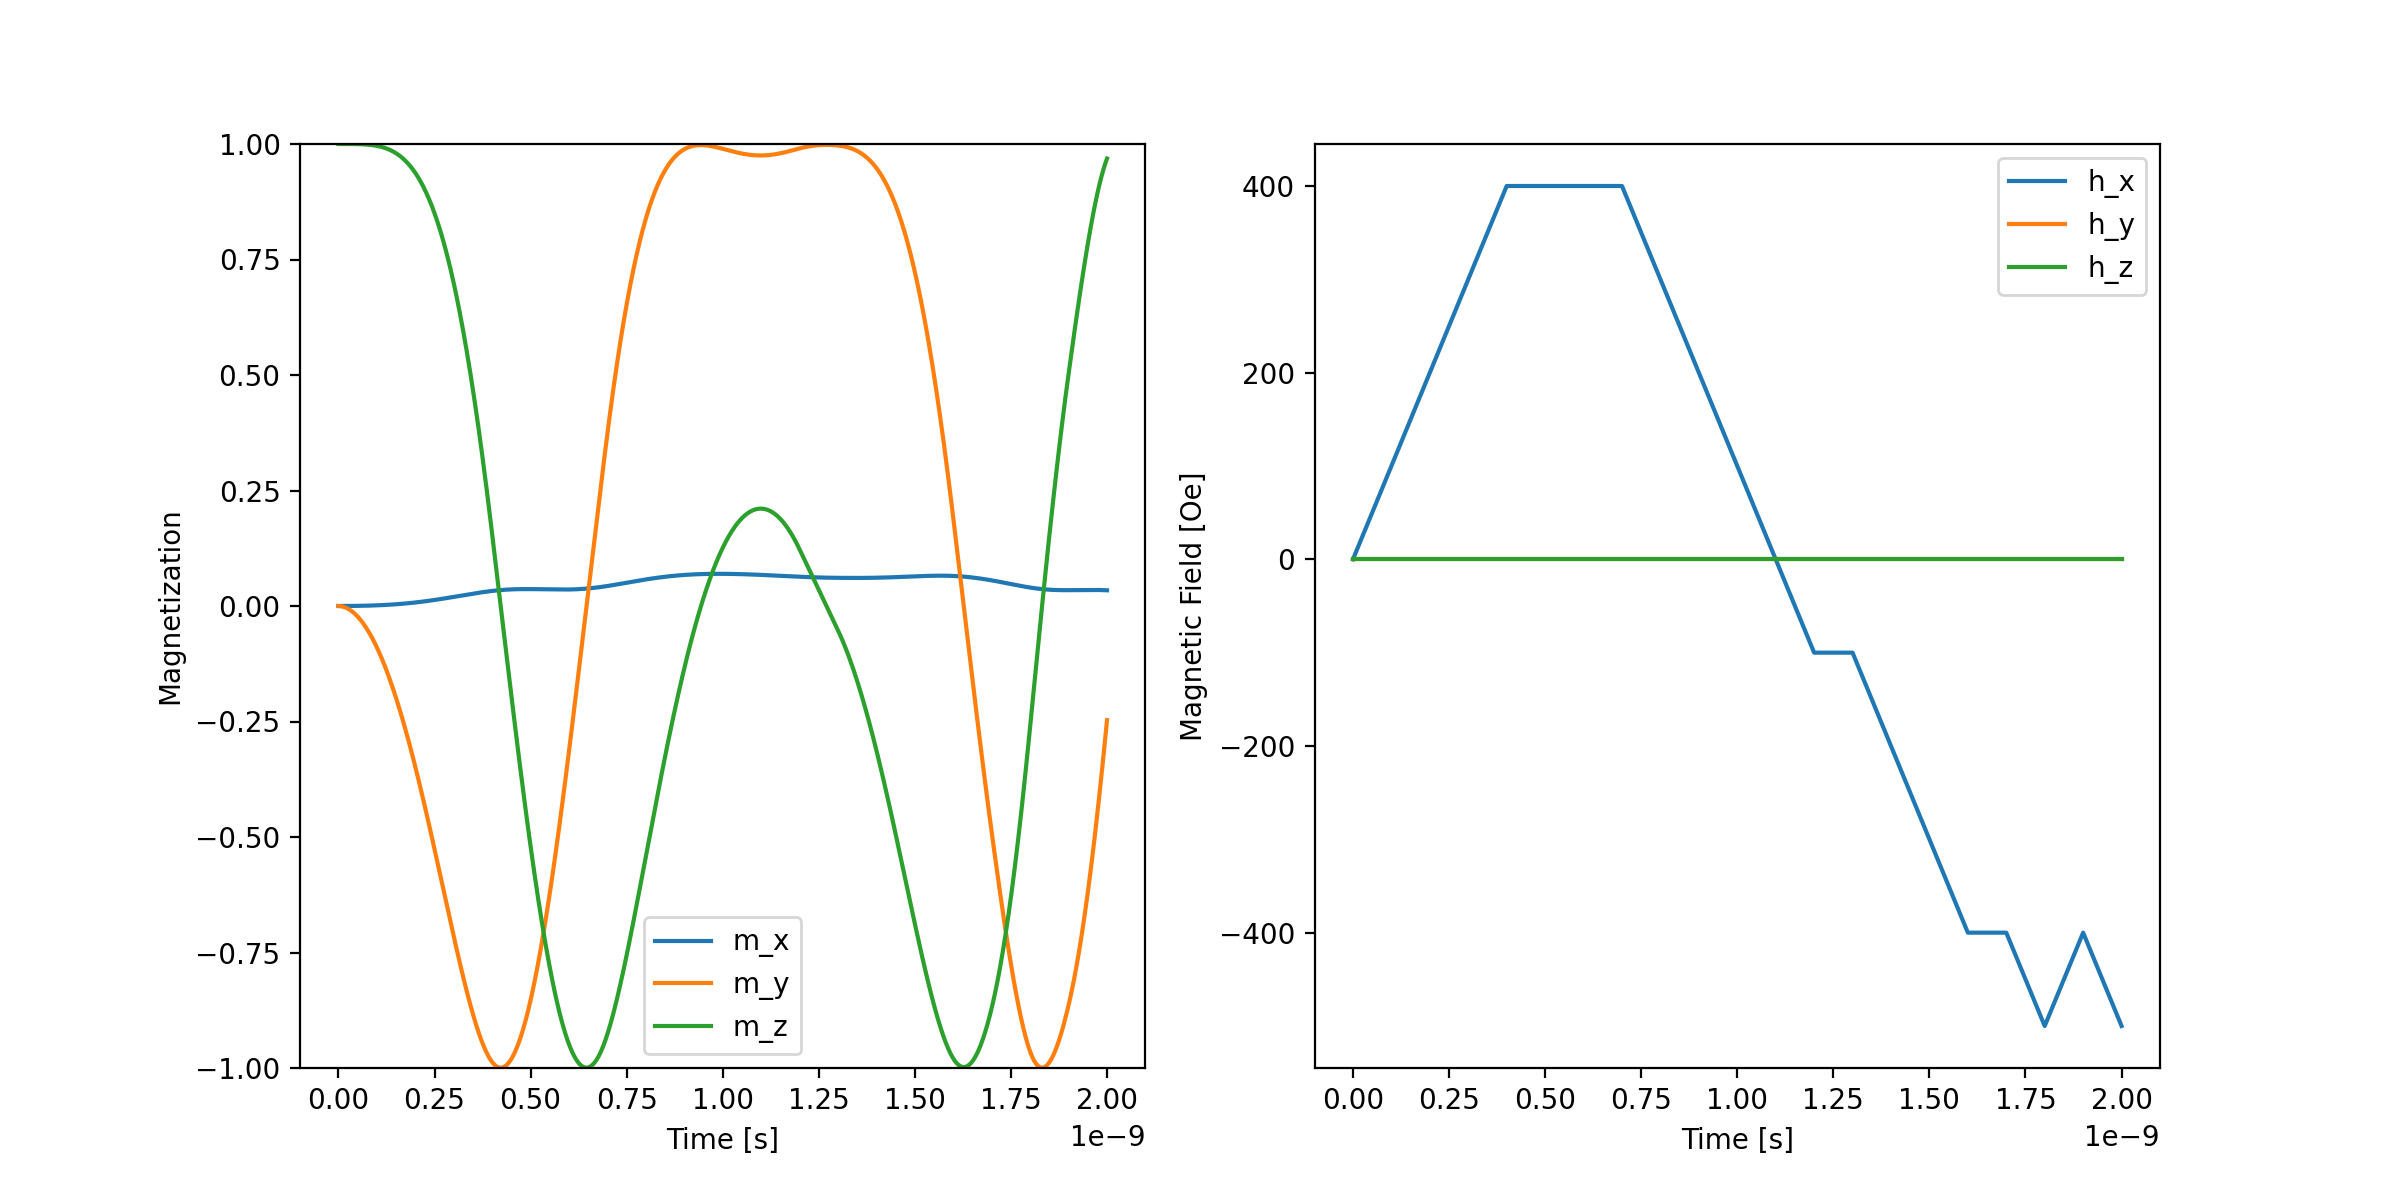 Magnetization
1.00
0.75
0.50
0.25
0.00
−0.25
−0.50
−0.75
−1.00
m_x
m_y
m_z
0.00 0.25 0.50 0.75 1.00 1.25 1.50 1.75 2.00
1e−9
Time [s]
Magnetic Field [Oe]
400
200
0
−200
−400
h_x
h_y
h_z
0.00 0.25 0.50 0.75 1.00 1.25 1.50 1.75 2.00
1e−9
Time [s]